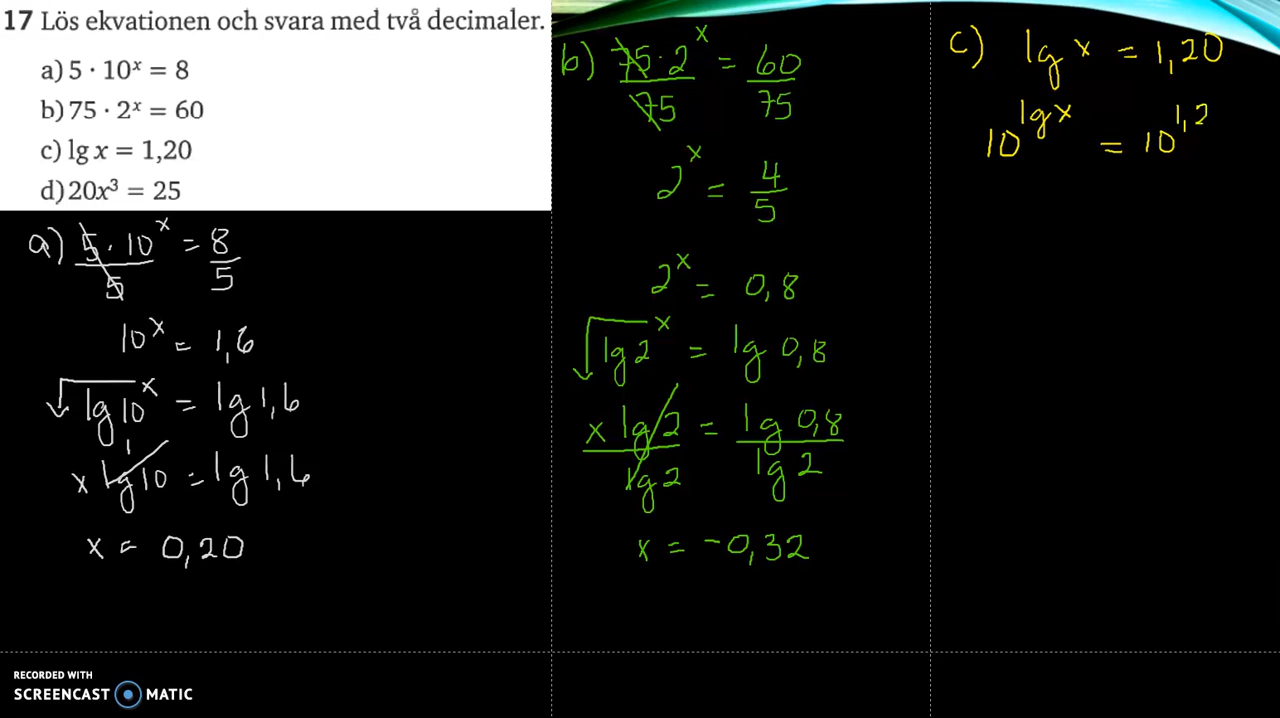 17 Lös ekvationen och svara med två decimaler.
a) 5 · 10^x = 8
b) 75 · 2^x = 60
c) lg x = 1,20
d) 20x³ = 25
a) 5 · 10^x / 5 = 8/5
10^x = 1,6
lg 10^x = lg 1,6
x lg 10 = lg 1,6
x = 0,20
b) 75 · 2^x / 75 = 60/75
2^x = 4/5
2^x = 0,8
lg 2^x = lg 0,8
x lg 2 / lg 2 = lg 0,8 / lg 2
x = -0,32
c) lg x = 1,20
10^lg x = 10^1,2
RECORDED WITH
SCREENCAST MATIC